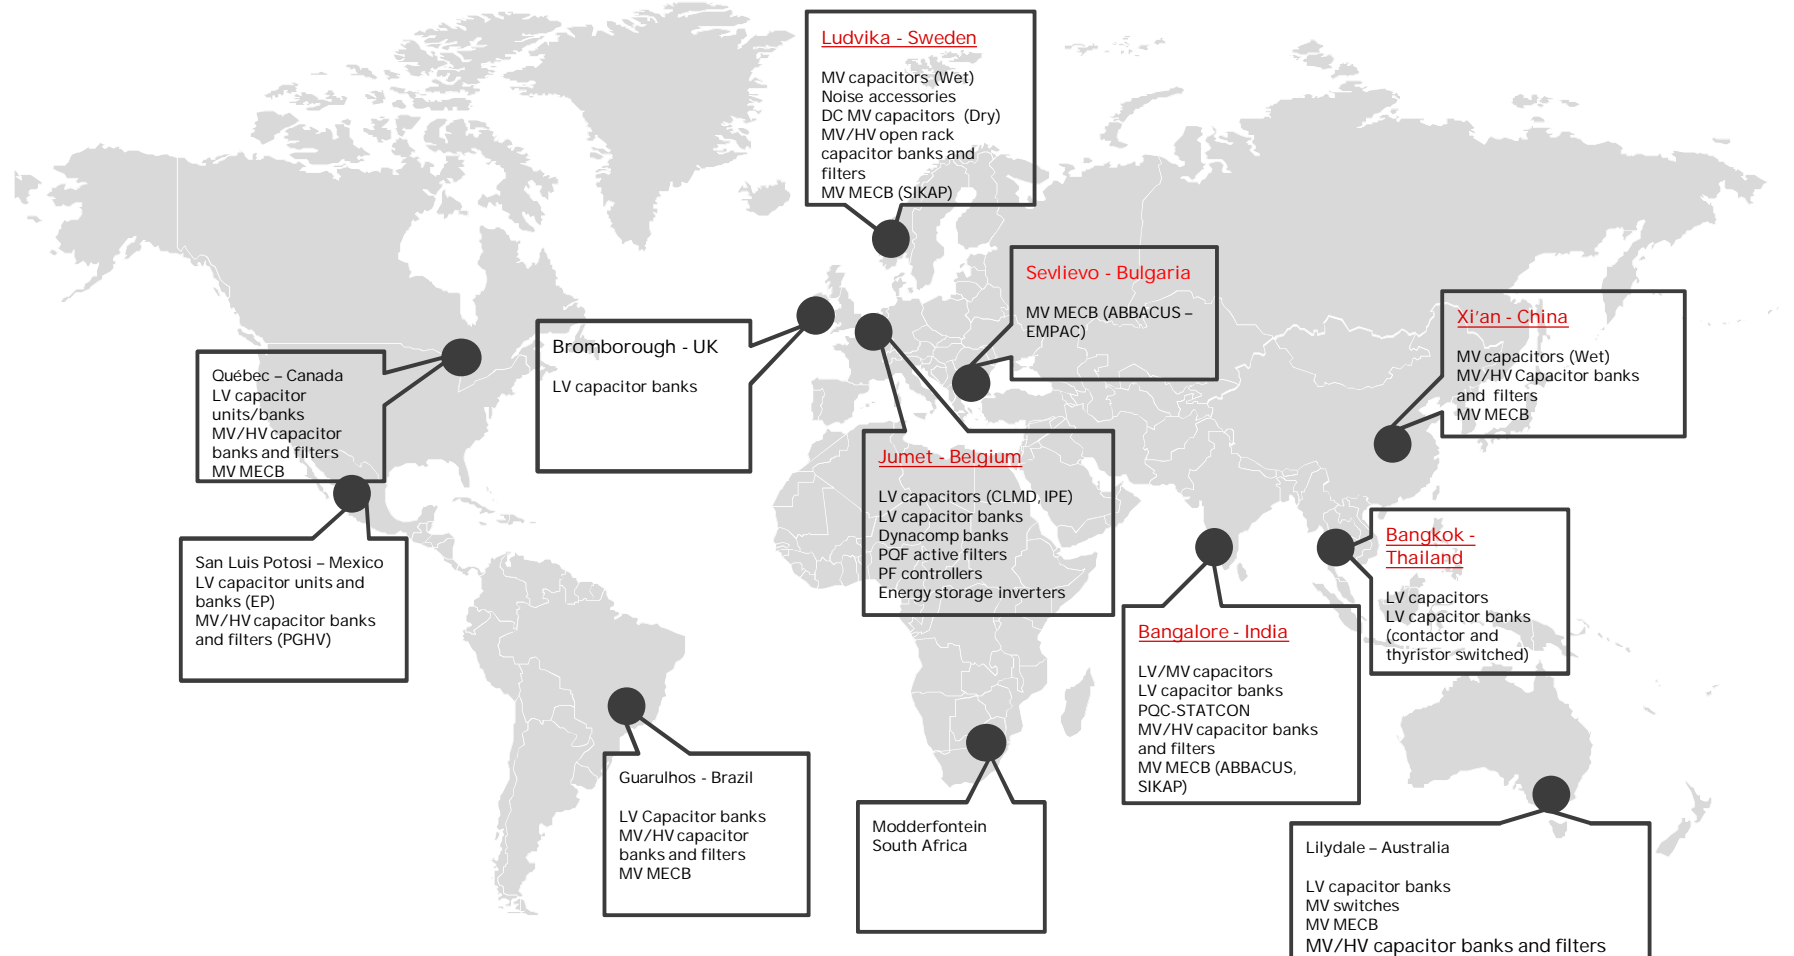 Ludvika - Sweden
MV capacitors (Wet)
Noise accessories
DC MV capacitors (Dry)
MV/HV open rack
capacitor banks and
filters
MV MECB (SIKAP)
Sevlievo - Bulgaria
MV MECB (ABBACUS –
EMPAC)
Xi'an - China
MV capacitors (Wet)
MV/HV Capacitor banks
and filters
MV MECB
Bromborough - UK
LV capacitor banks
Québec – Canada
LV capacitor
units/banks
MV/HV capacitor
banks and filters
MV MECB
Jumet - Belgium
LV capacitors (CLMD, IPE)
LV capacitor banks
Dynacomp banks
PQF active filters
PF controllers
Energy storage inverters
San Luis Potosi – Mexico
LV capacitor units and
banks (EP)
MV/HV capacitor banks
and filters (PGHV)
Bangkok -
Thailand
LV capacitors
LV capacitor banks
(contactor and
thyristor switched)
Bangalore - India
LV/MV capacitors
LV capacitor banks
PQC-STATCON
MV/HV capacitor banks
and filters
MV MECB (ABBACUS,
SIKAP)
Guarulhos - Brazil
LV Capacitor banks
MV/HV capacitor
banks and filters
MV MECB
Modderfontein
South Africa
Lilydale – Australia
LV capacitor banks
MV switches
MV MECB
MV/HV capacitor banks and filters